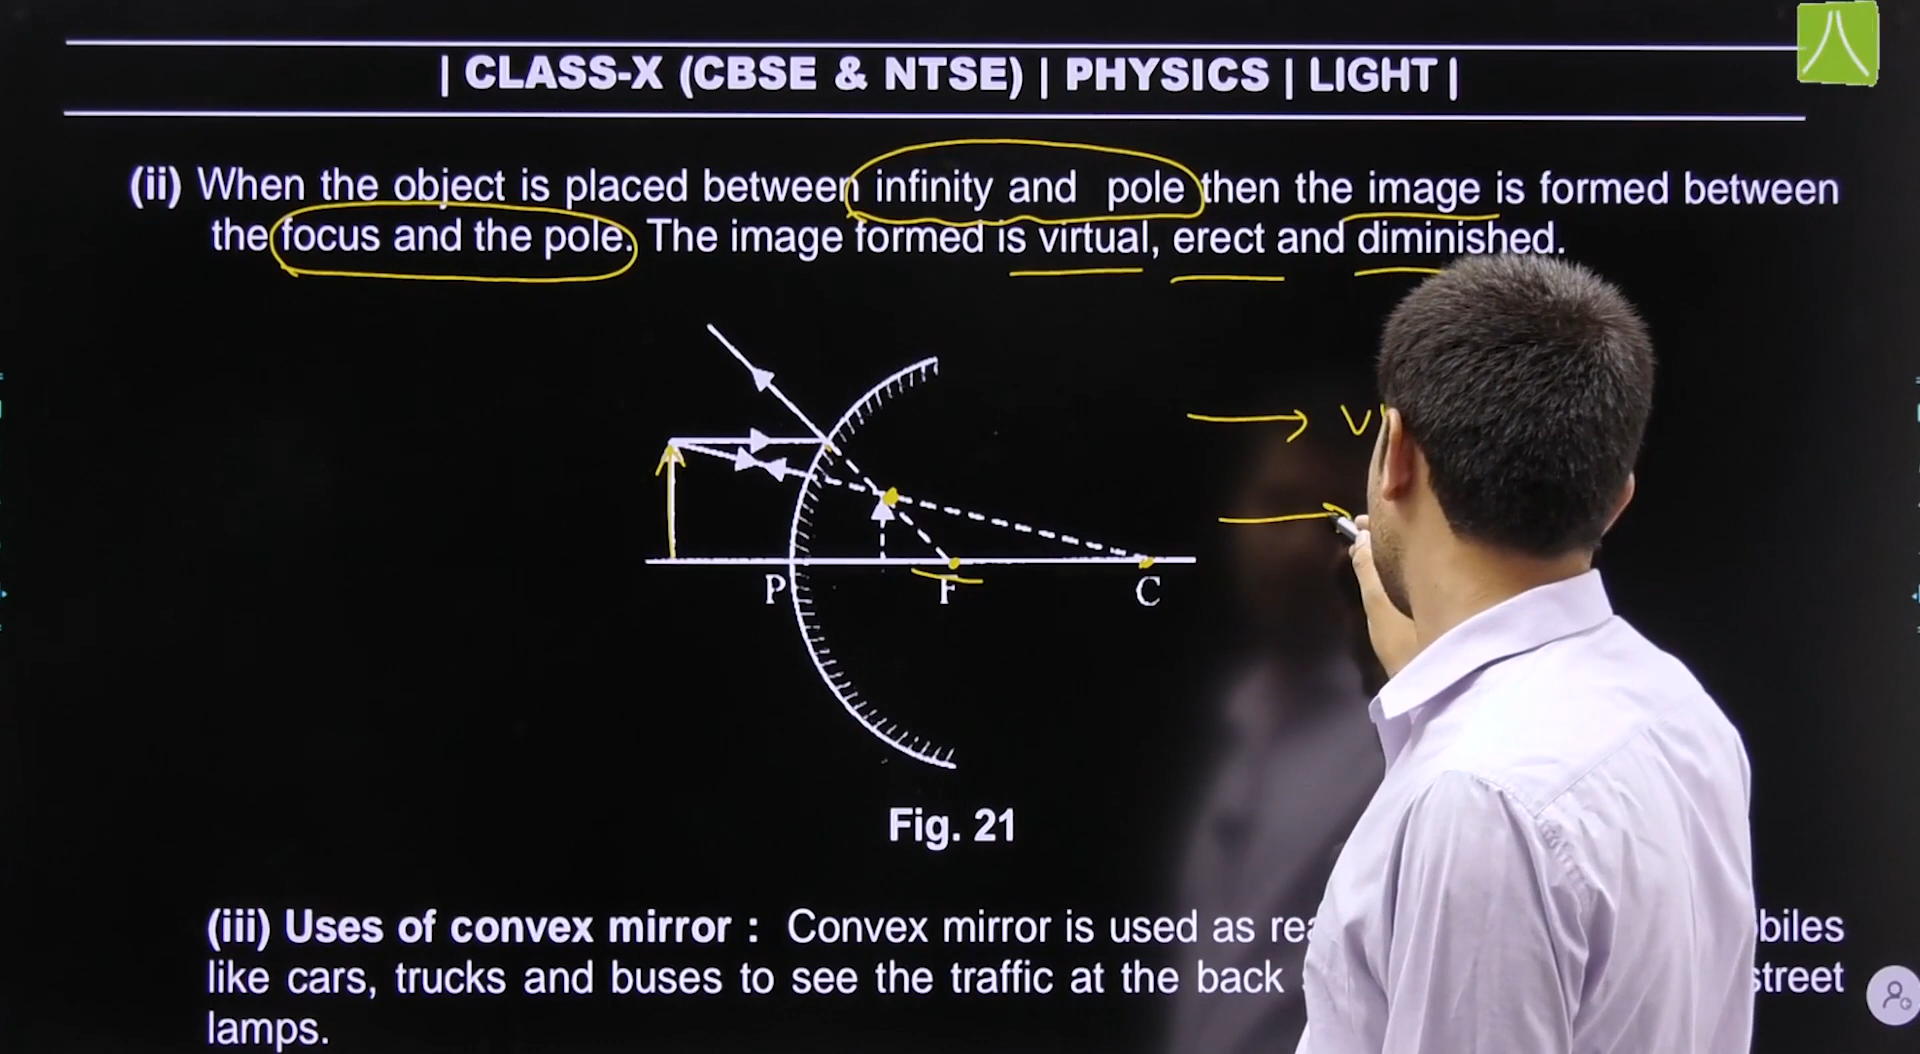 | CLASS-X (CBSE & NTSE) | PHYSICS | LIGHT |
(ii) When the object is placed between infinity and pole then the image is formed between
the focus and the pole. The image formed is virtual, erect and diminished.
P F C
Fig. 21
(iii) Uses of convex mirror : Convex mirror is used as
like cars, trucks and buses to see the traffic at the back street
lamps.